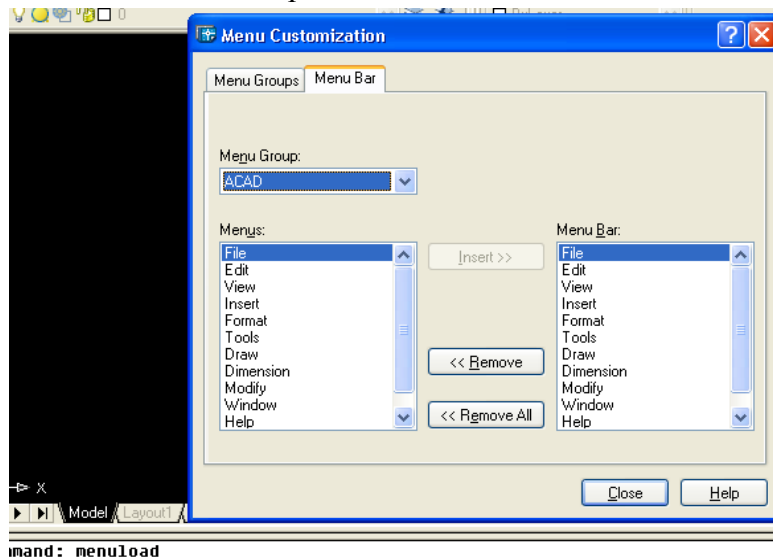 0
Menu Customization
Menu Groups Menu Bar
Menu Group:
ACAD
Menus: Menu Bar:
File Insert >> File
Edit Edit
View View
Insert Insert
Format Format
Tools Tools
Draw << Remove Draw
Dimension Dimension
Modify Modify
Window << Remove All Window
Help Help
X
Close Help
Model Layout1
mmand: menuload